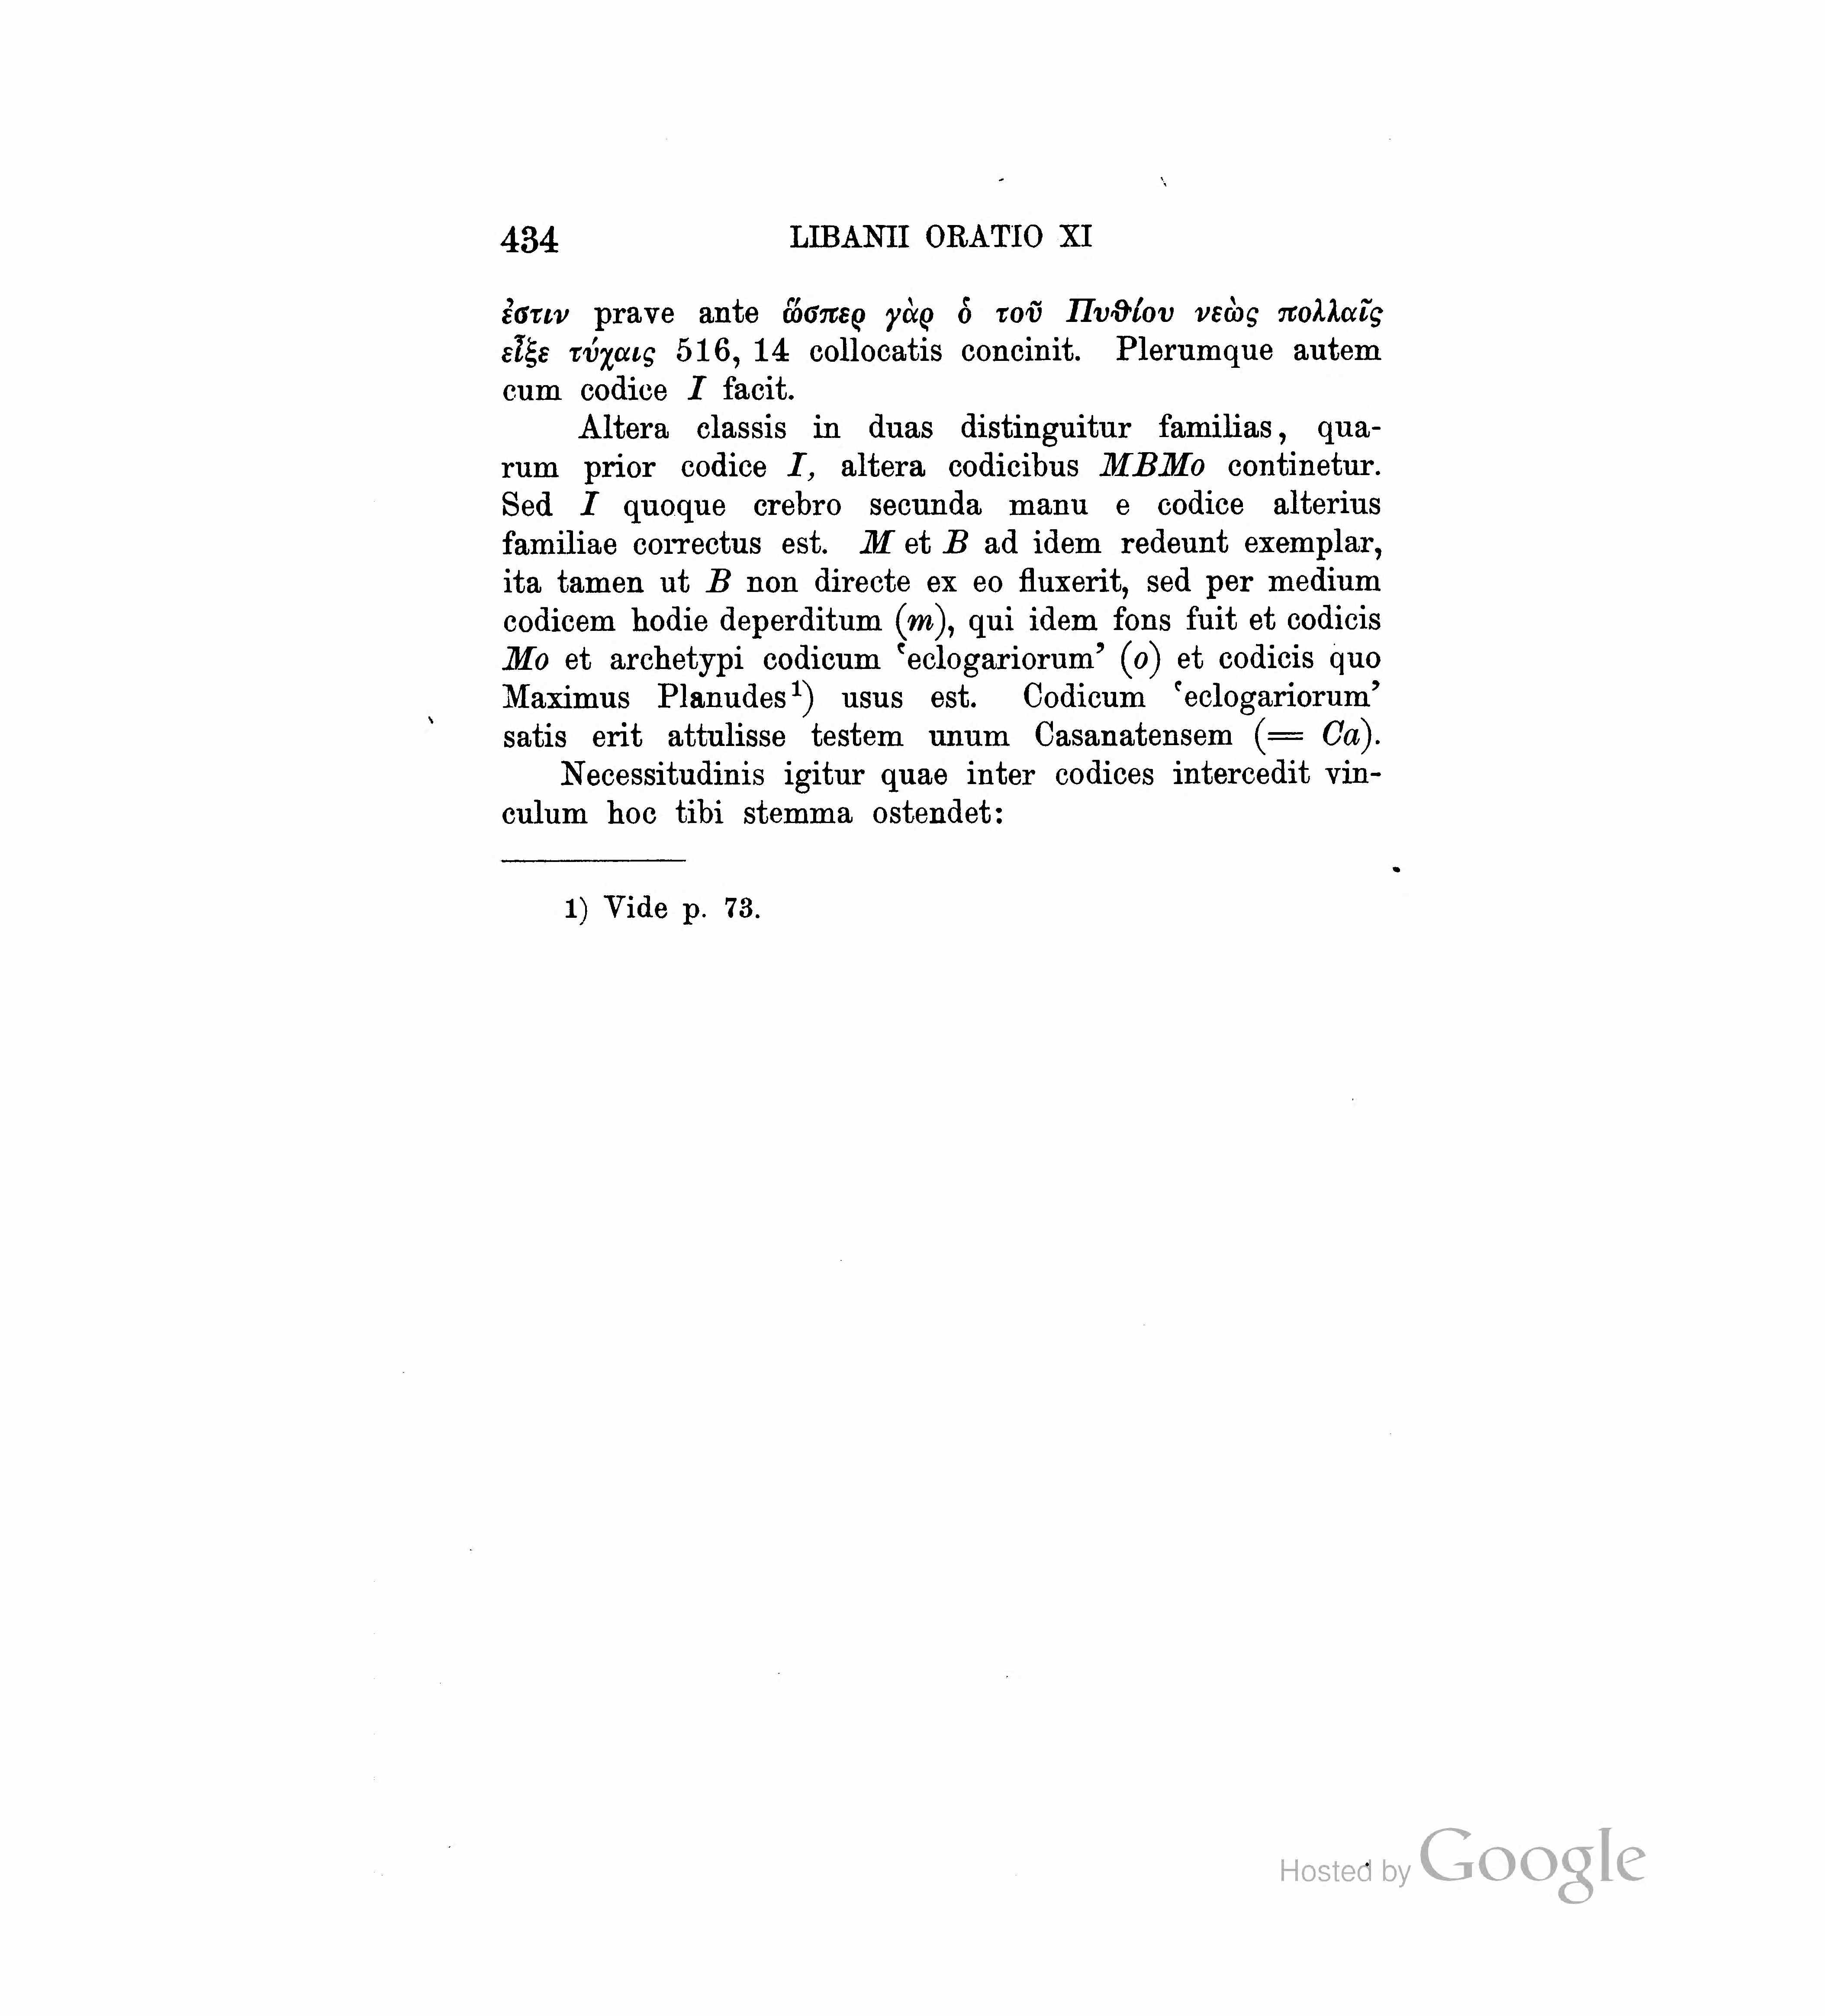 434 LIBANII ORATIO XI
ἐστιν prave ante ὥσπερ γὰρ ὁ τοῦ Πυϑίου νεὼς πολλαῖς
εἶξε τύχαις 516, 14 collocatis concinit. Plerumque autem
cum codice I facit.
Altera classis in duas distinguitur familias, qua-
rum prior codice I, altera codicibus MBMo continetur.
Sed I quoque crebro secunda manu e codice alterius
familiae correctus est. M et B ad idem redeunt exemplar,
ita tamen ut B non directe ex eo fluxerit, sed per medium
codicem hodie deperditum (m), qui idem fons fuit et codicis
Mo et archetypi codicum ‘eclogariorum’ (o) et codicis quo
Maximus Planudes¹) usus est. Codicum ‘eclogariorum’
satis erit attulisse testem unum Casanatensem (= Ca).
Necessitudinis igitur quae inter codices intercedit vin-
culum hoc tibi stemma ostendet:
1) Vide p. 73.
Hosted by Google